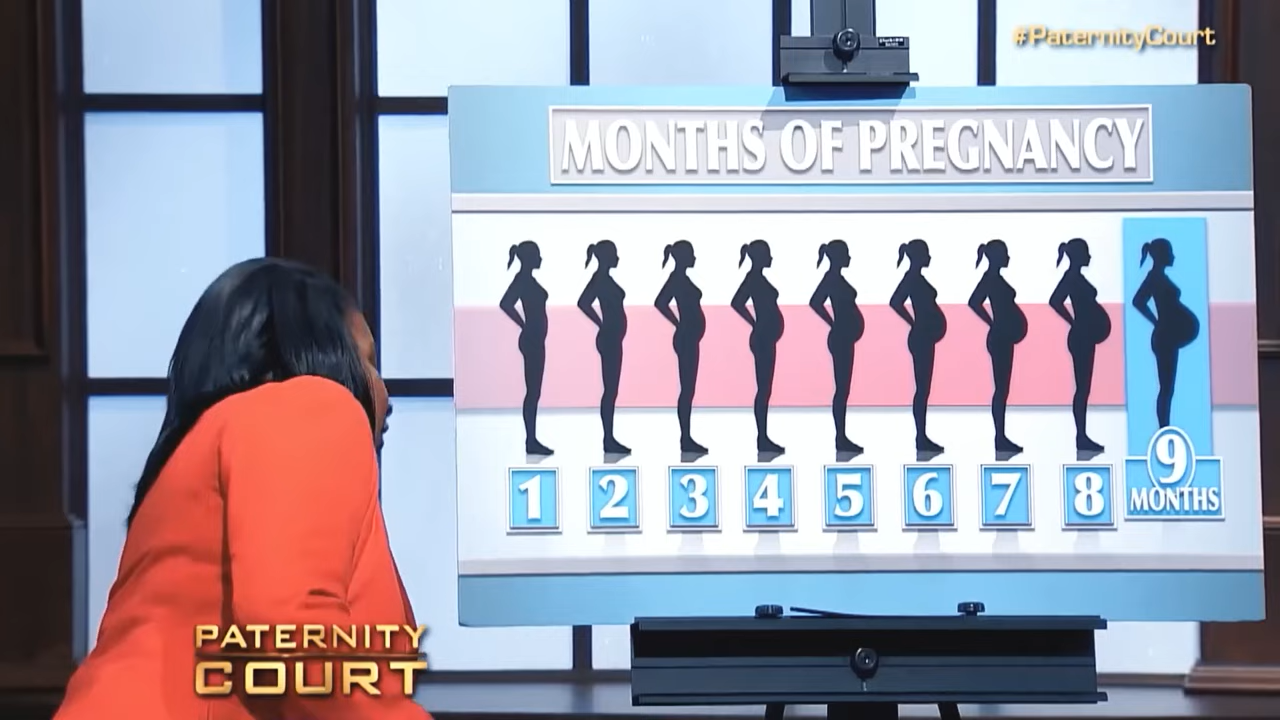 #PaternityCourt
MONTHS OF PREGNANCY
1 2 3 4 5 6 7 8 9
MONTHS
PATERNITY
COURT